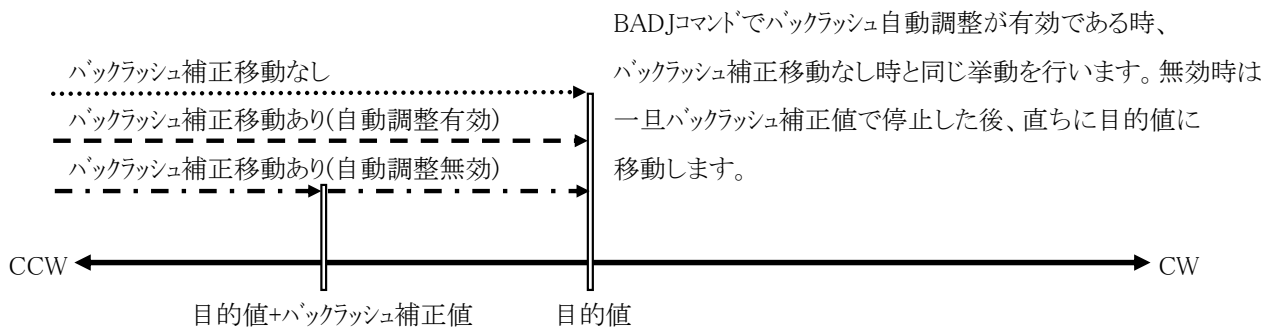 BADJコマンドでバックラッシュ自動調整が有効である時、
バックラッシュ補正移動なし時と同じ挙動を行います。無効時は
一旦バックラッシュ補正値で停止した後、直ちに目的値に
移動します。
バックラッシュ補正移動なし
バックラッシュ補正移動あり(自動調整有効)
バックラッシュ補正移動あり(自動調整無効)
CCW
CW
目的値+バックラッシュ補正値
目的値